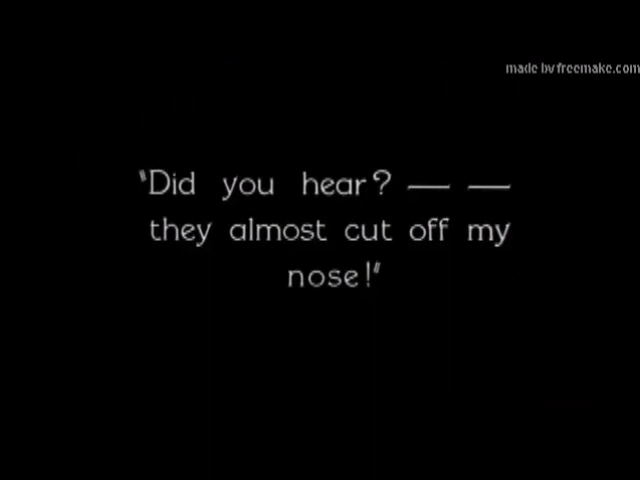 made by freemake.com
"Did you hear? — —
they almost cut off my
nose!"